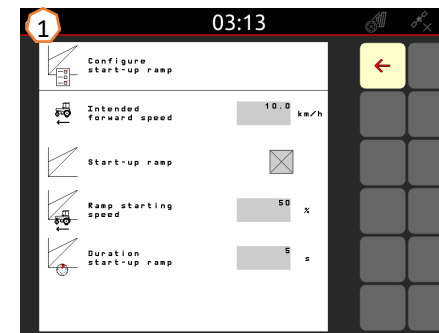 1
03:13
Configure
start-up ramp
Intended
forward speed
10.0
km/h
Start-up ramp
Ramp starting
speed
50
%
Duration
start-up ramp
5
s